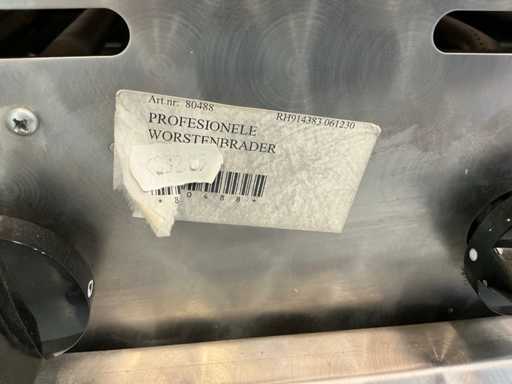 Art.nr: 80488 RH914383 061230
PROFESIONELE
WORSTENBRADER
*80488*